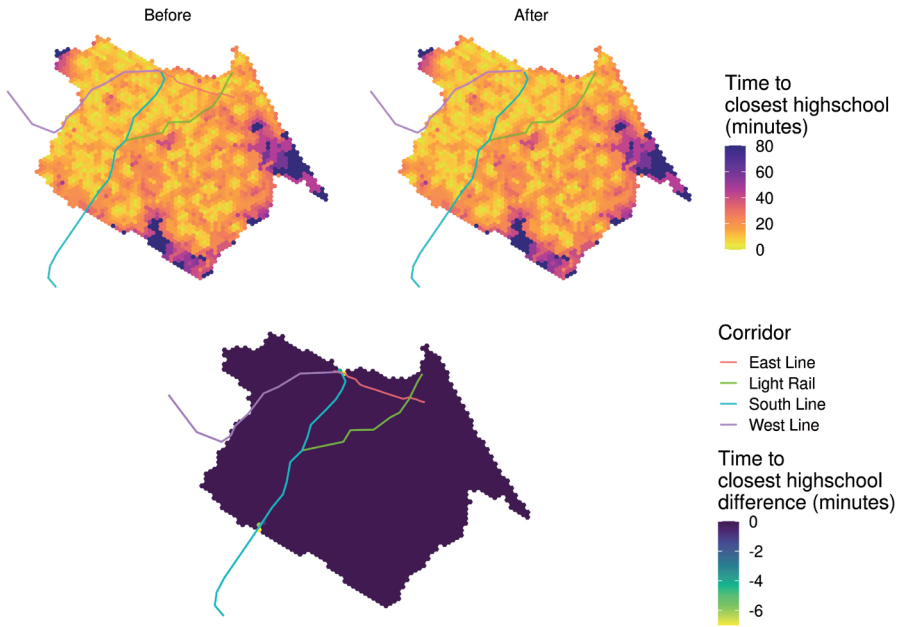 Before
After
Time to
closest highschool
(minutes)
80
60
40
20
0
Corridor
East Line
Light Rail
South Line
West Line
Time to
closest highschool
difference (minutes)
0
-2
-4
-6